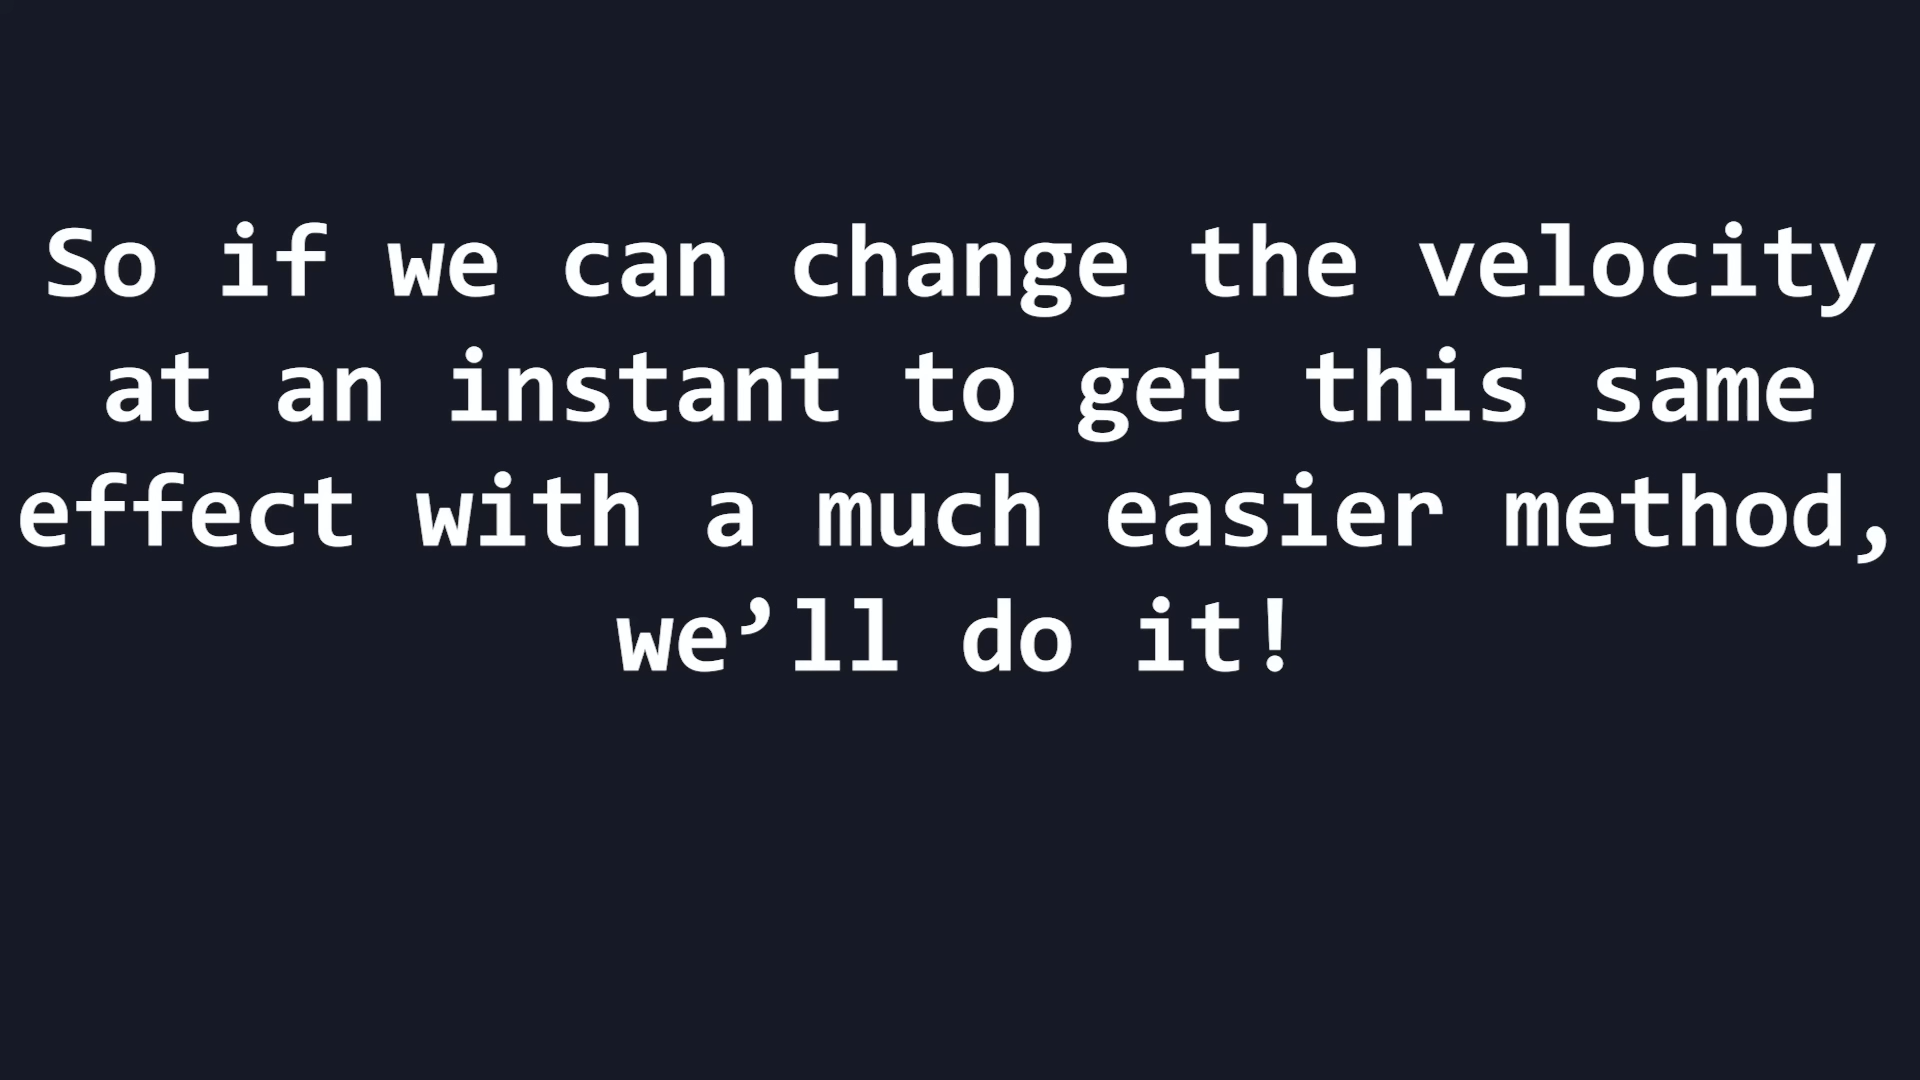 So if we can change the velocity
at an instant to get this same
effect with a much easier method,
we’ll do it!